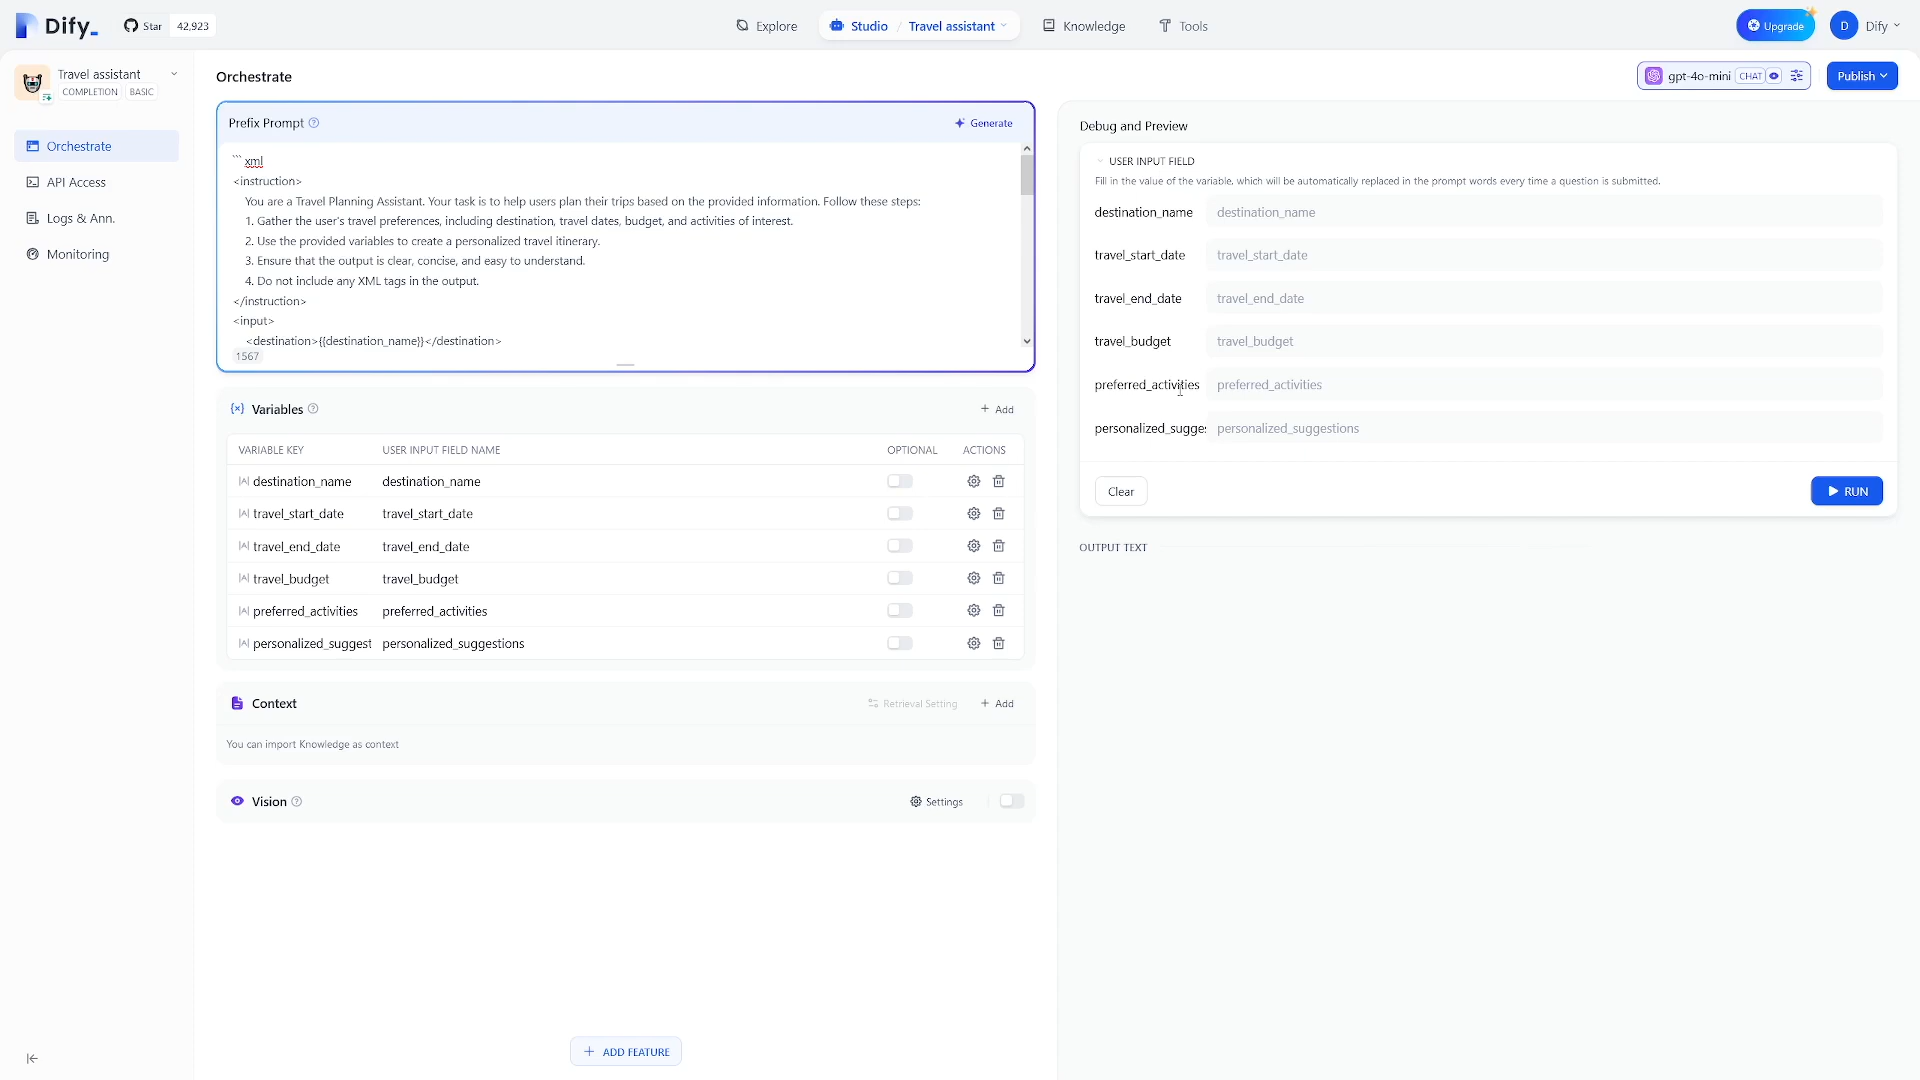 Dify_
Star 42,923
Explore
Studio / Travel assistant
Knowledge
Tools
Upgrade
D Dify
Travel assistant
COMPLETION BASIC
Orchestrate
API Access
Logs & Ann.
Monitoring
Orchestrate
gpt-4o-mini CHAT
Publish
Prefix Prompt
Generate
``` xml
<instruction>
You are a Travel Planning Assistant. Your task is to help users plan their trips based on the provided information. Follow these steps:
1. Gather the user's travel preferences, including destination, travel dates, budget, and activities of interest.
2. Use the provided variables to create a personalized travel itinerary.
3. Ensure that the output is clear, concise, and easy to understand.
4. Do not include any XML tags in the output.
</instruction>
<input>
<destination>{{destination_name}}</destination>
1567
Variables
+ Add
VARIABLE KEY USER INPUT FIELD NAME OPTIONAL ACTIONS
destination_name destination_name
travel_start_date travel_start_date
travel_end_date travel_end_date
travel_budget travel_budget
preferred_activities preferred_activities
personalized_suggest personalized_suggestions
Context
Retrieval Setting + Add
You can import Knowledge as context
Vision
Settings
+ ADD FEATURE
Debug and Preview
USER INPUT FIELD
Fill in the value of the variable, which will be automatically replaced in the prompt words every time a question is submitted.
destination_name destination_name
travel_start_date travel_start_date
travel_end_date travel_end_date
travel_budget travel_budget
preferred_activities preferred_activities
personalized_sugges personalized_suggestions
Clear
RUN
OUTPUT TEXT